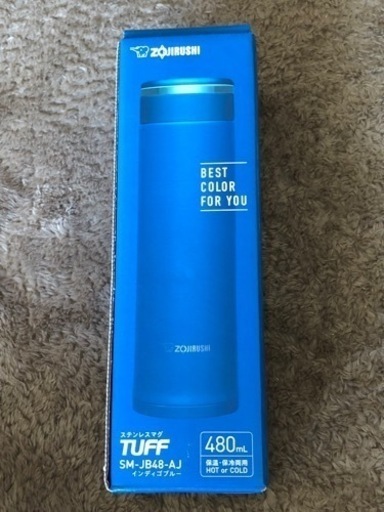 ZOJIRUSHI
BEST
COLOR
FOR YOU
ZOJIRUSHI
ステンレスマグ
TUFF
SM-JB48-AJ
インディゴブルー
480mL
保温・保冷両用
HOT or COLD